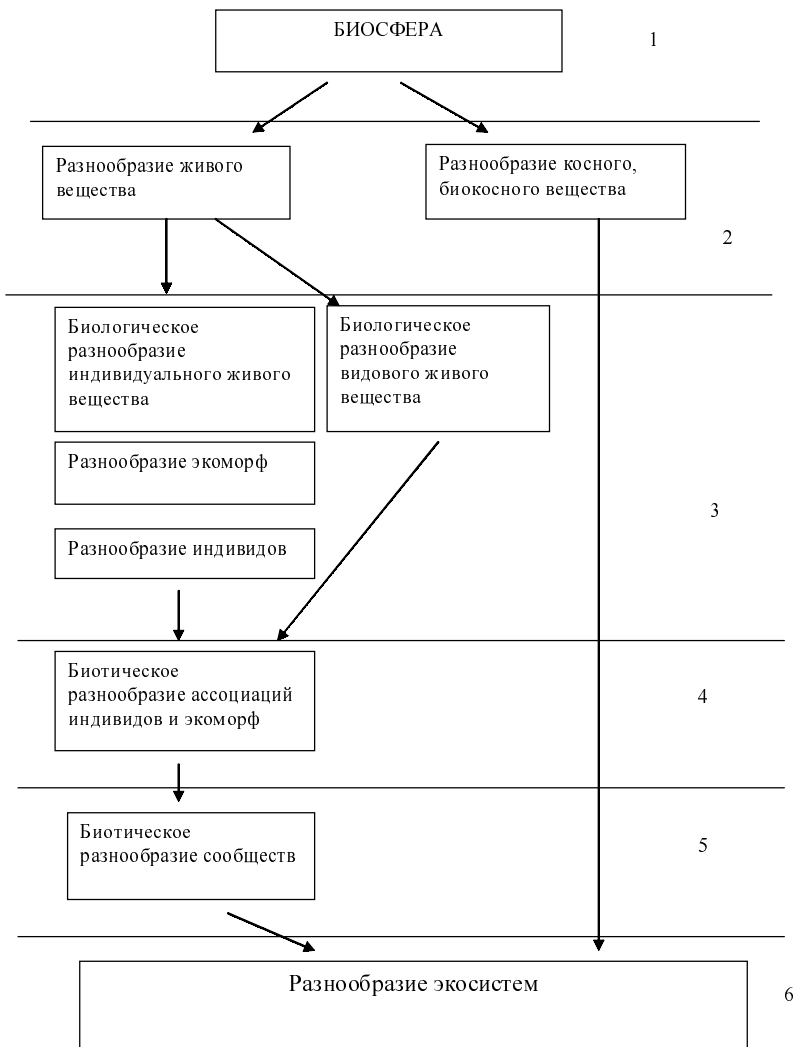 БИОСФЕРА
1
Разнообразие живого
вещества
Разнообразие косного,
биокосного вещества
2
Биологическое
разнообразие
индивидуального живого
вещества
Биологическое
разнообразие
видового живого
вещества
Разнообразие экоморф
3
Разнообразие индивидов
Биотическое
разнообразие ассоциаций
индивидов и экоморф
4
Биотическое
разнообразие сообществ
5
Разнообразие экосистем
6